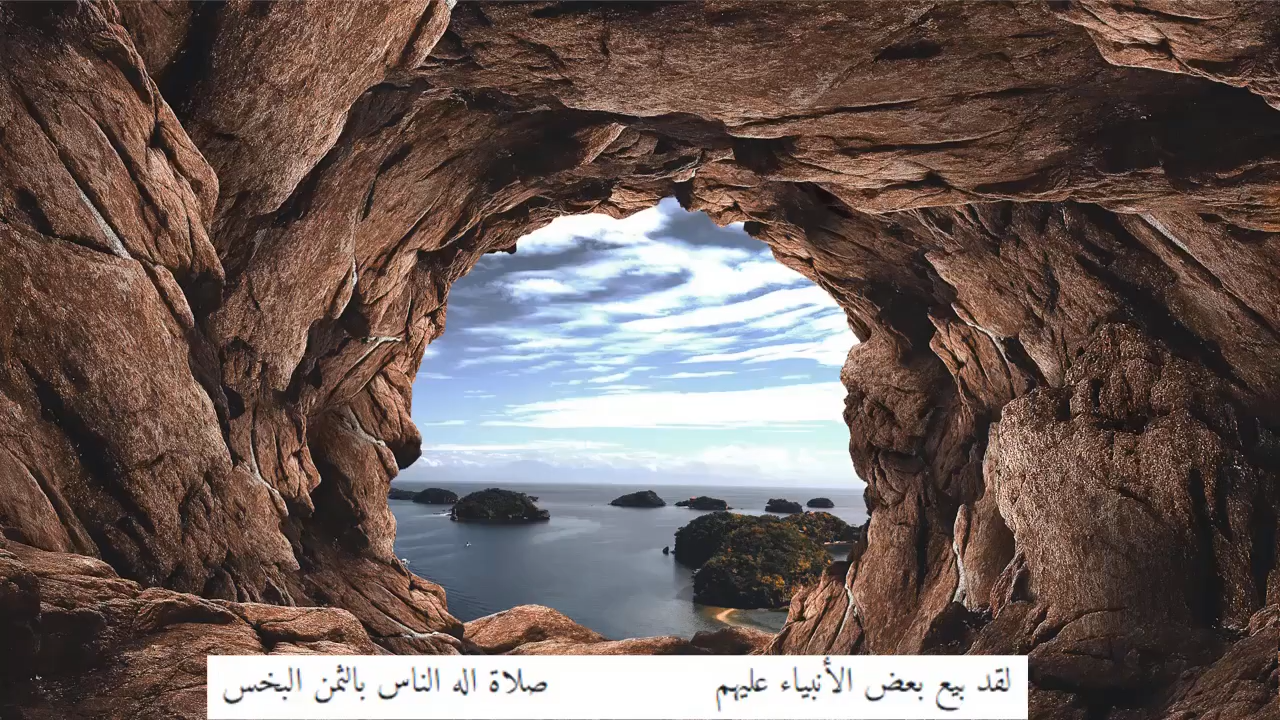 لقد بيع بعض الأنبياء عليهم صلاة اله الناس بالثمن البخس